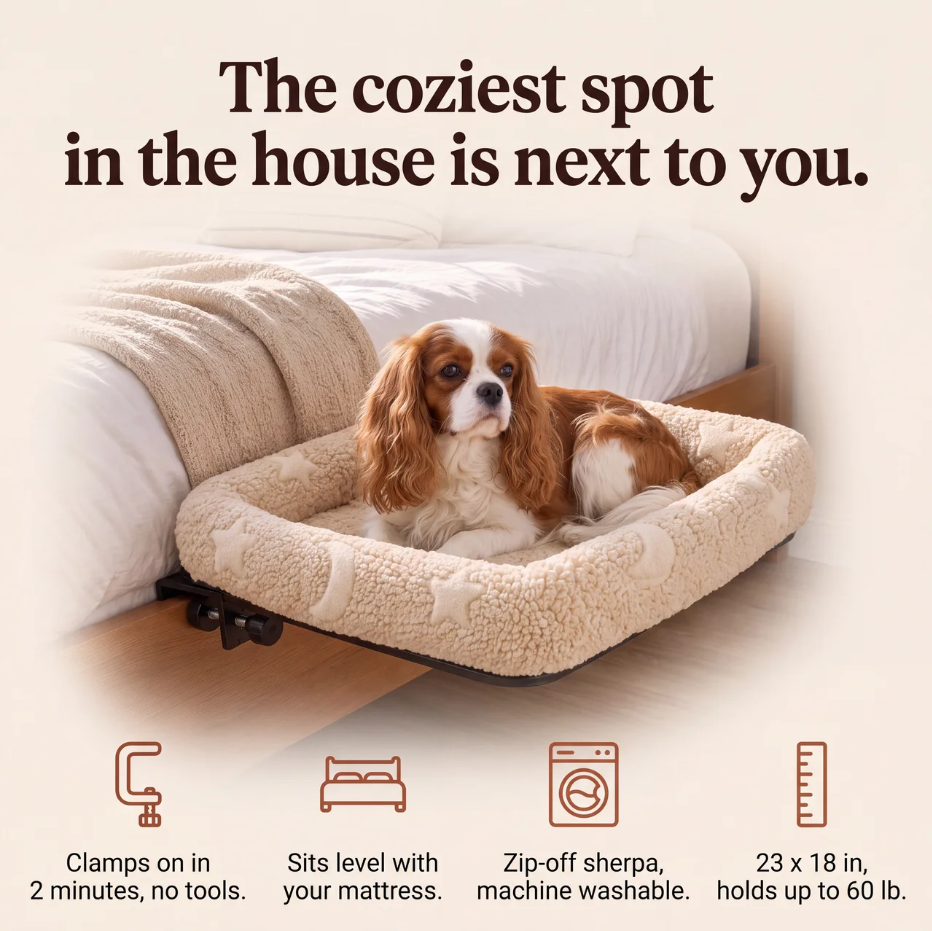 The coziest spot
in the house is next to you.
Clamps on in
2 minutes, no tools.
Sits level with
your mattress.
Zip-off sherpa,
machine washable.
23 x 18 in,
holds up to 60 lb.